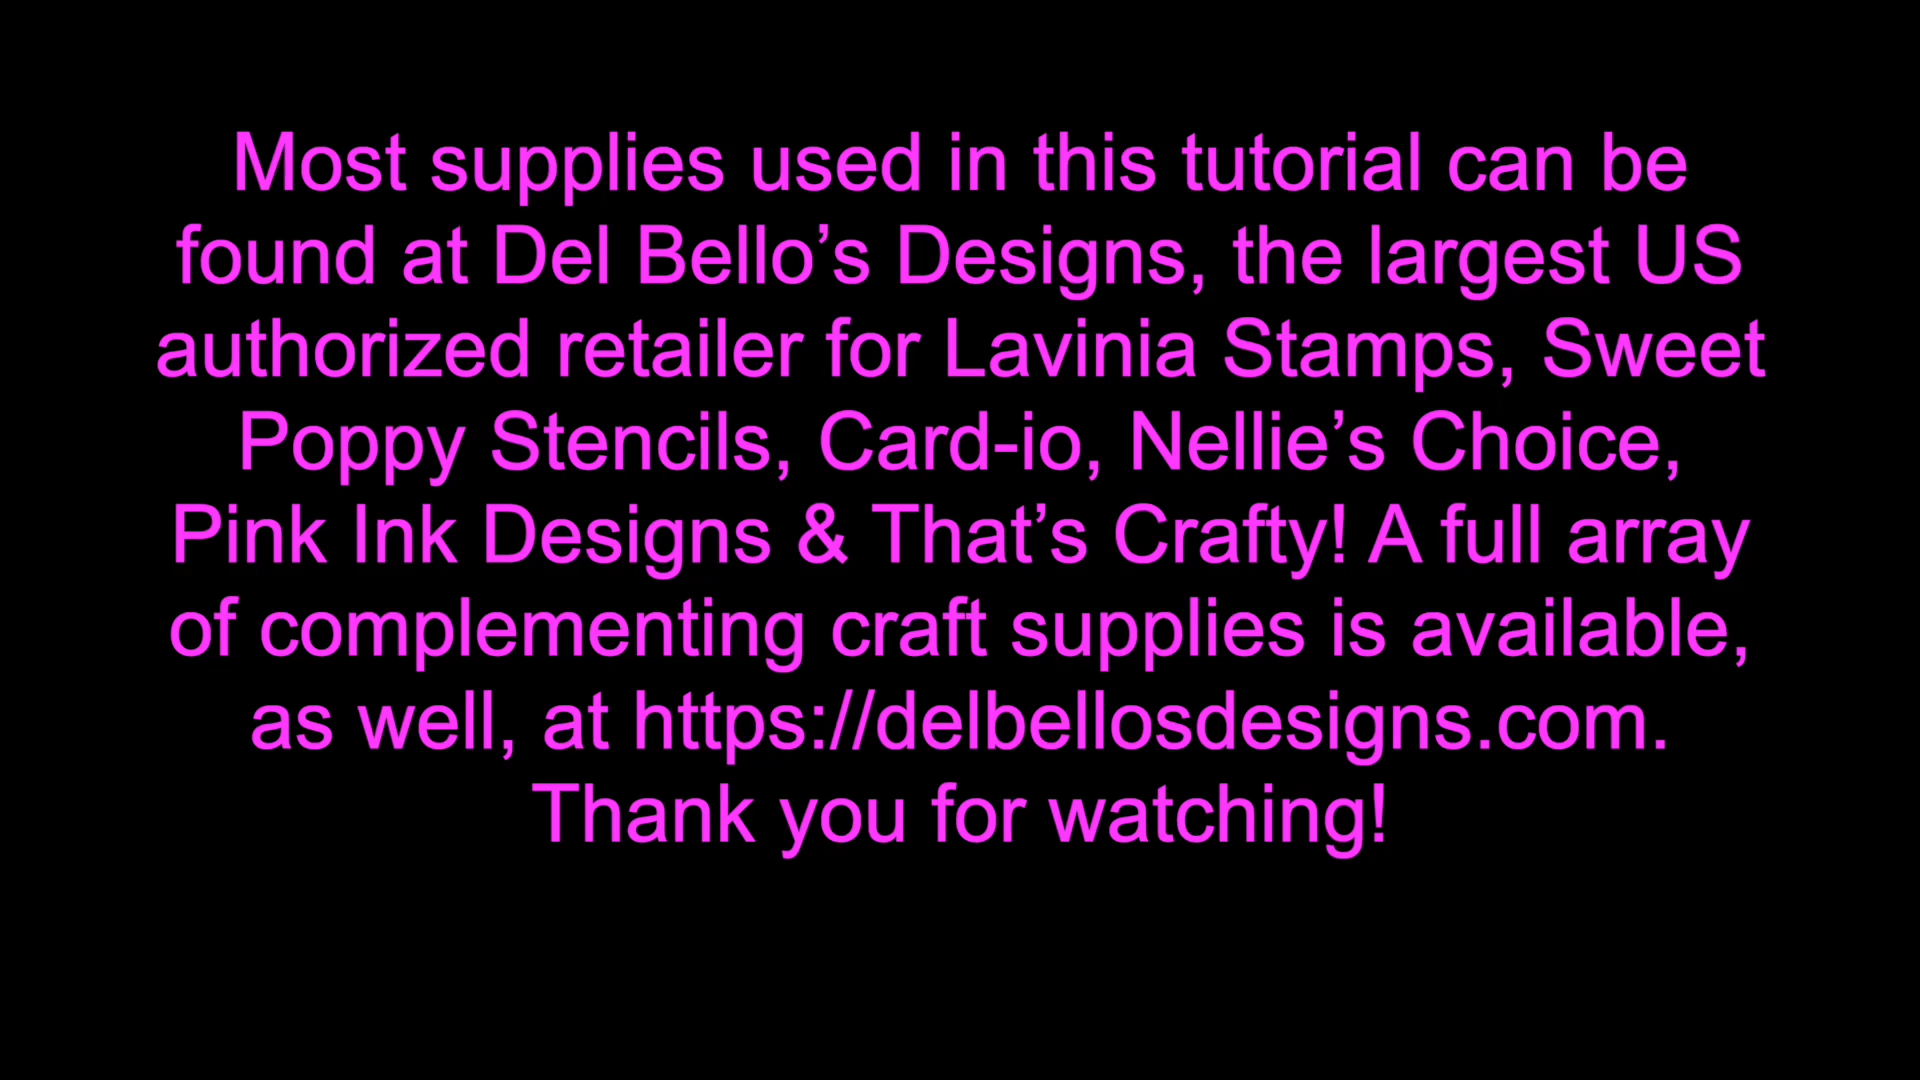 Most supplies used in this tutorial can be
found at Del Bello’s Designs, the largest US
authorized retailer for Lavinia Stamps, Sweet
Poppy Stencils, Card-io, Nellie’s Choice,
Pink Ink Designs & That’s Crafty! A full array
of complementing craft supplies is available,
as well, at https://delbellosdesigns.com.
Thank you for watching!